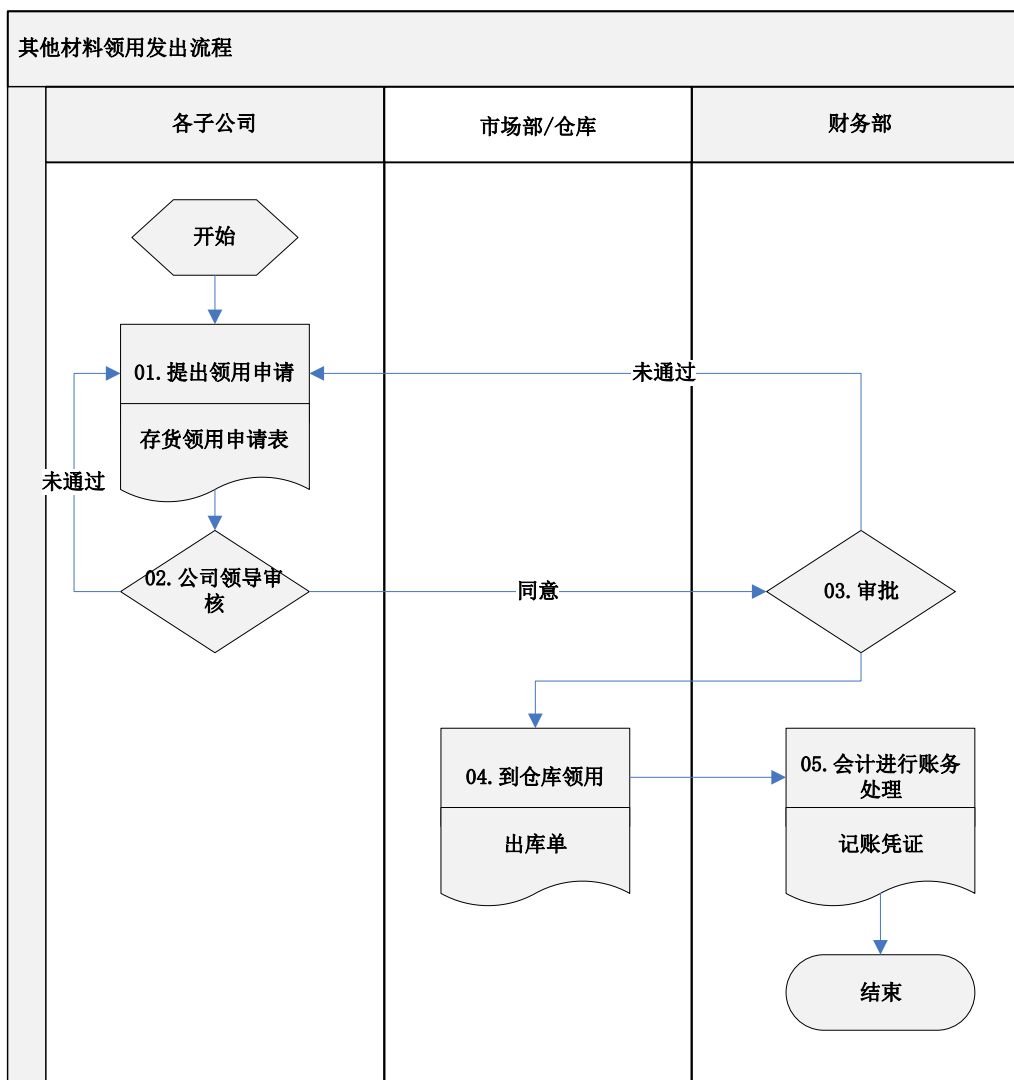 其他材料领用发出流程
各子公司
市场部/仓库
财务部
开始
01.提出领用申请
未通过
存货领用申请表
未通过
02.公司领导审
核
同意
03.审批
04.到仓库领用
05.会计进行账务
处理
出库单
记账凭证
结束